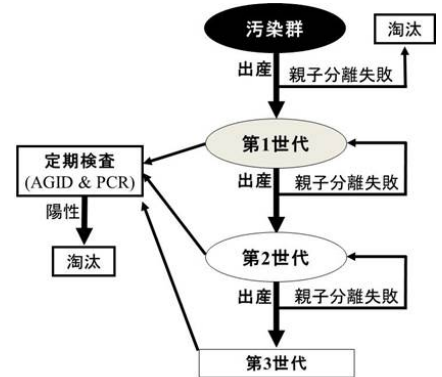 汚染群
淘汰
出産
親子分離失敗
第1世代
定期検査
(AGID & PCR)
出産
親子分離失敗
陽性
淘汰
第2世代
出産
親子分離失敗
第3世代